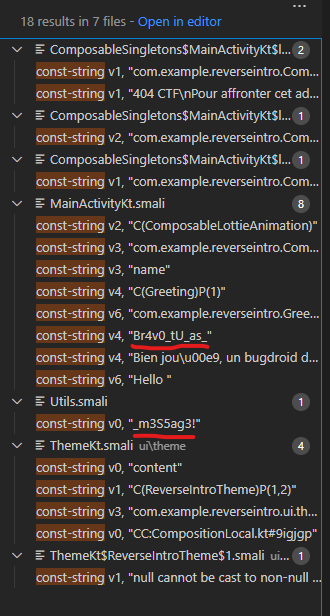 18 results in 7 files - Open in editor
ComposableSingletons$MainActivityKt$l... 2
const-string v1, "com.example.reverseintro.Com...
const-string v1, "404 CTF\nPour affronter cet ad...
ComposableSingletons$MainActivityKt$l... 1
const-string v2, "com.example.reverseintro.Com...
ComposableSingletons$MainActivityKt$l... 1
const-string v1, "com.example.reverseintro.Com...
MainActivityKt.smali 8
const-string v2, "C(ComposableLottieAnimation)"
const-string v3, "com.example.reverseintro.Com...
const-string v3, "name"
const-string v4, "C(Greeting)P(1)"
const-string v6, "com.example.reverseintro.Gree...
const-string v4, "Br4v0_tU_as_"
const-string v4, "Bien jou\u00e9, un bugdroid d...
const-string v6, "Hello "
Utils.smali 1
const-string v0, "_m3S5ag3!"
ThemeKt.smali ui\theme 4
const-string v0, "content"
const-string v1, "C(ReverseIntroTheme)P(1,2)"
const-string v3, "com.example.reverseintro.ui.th...
const-string v0, "CC:CompositionLocal.kt#9igjgp"
ThemeKt$ReverseIntroTheme$1.smali ui... 1
const-string v1, "null cannot be cast to non-null ...